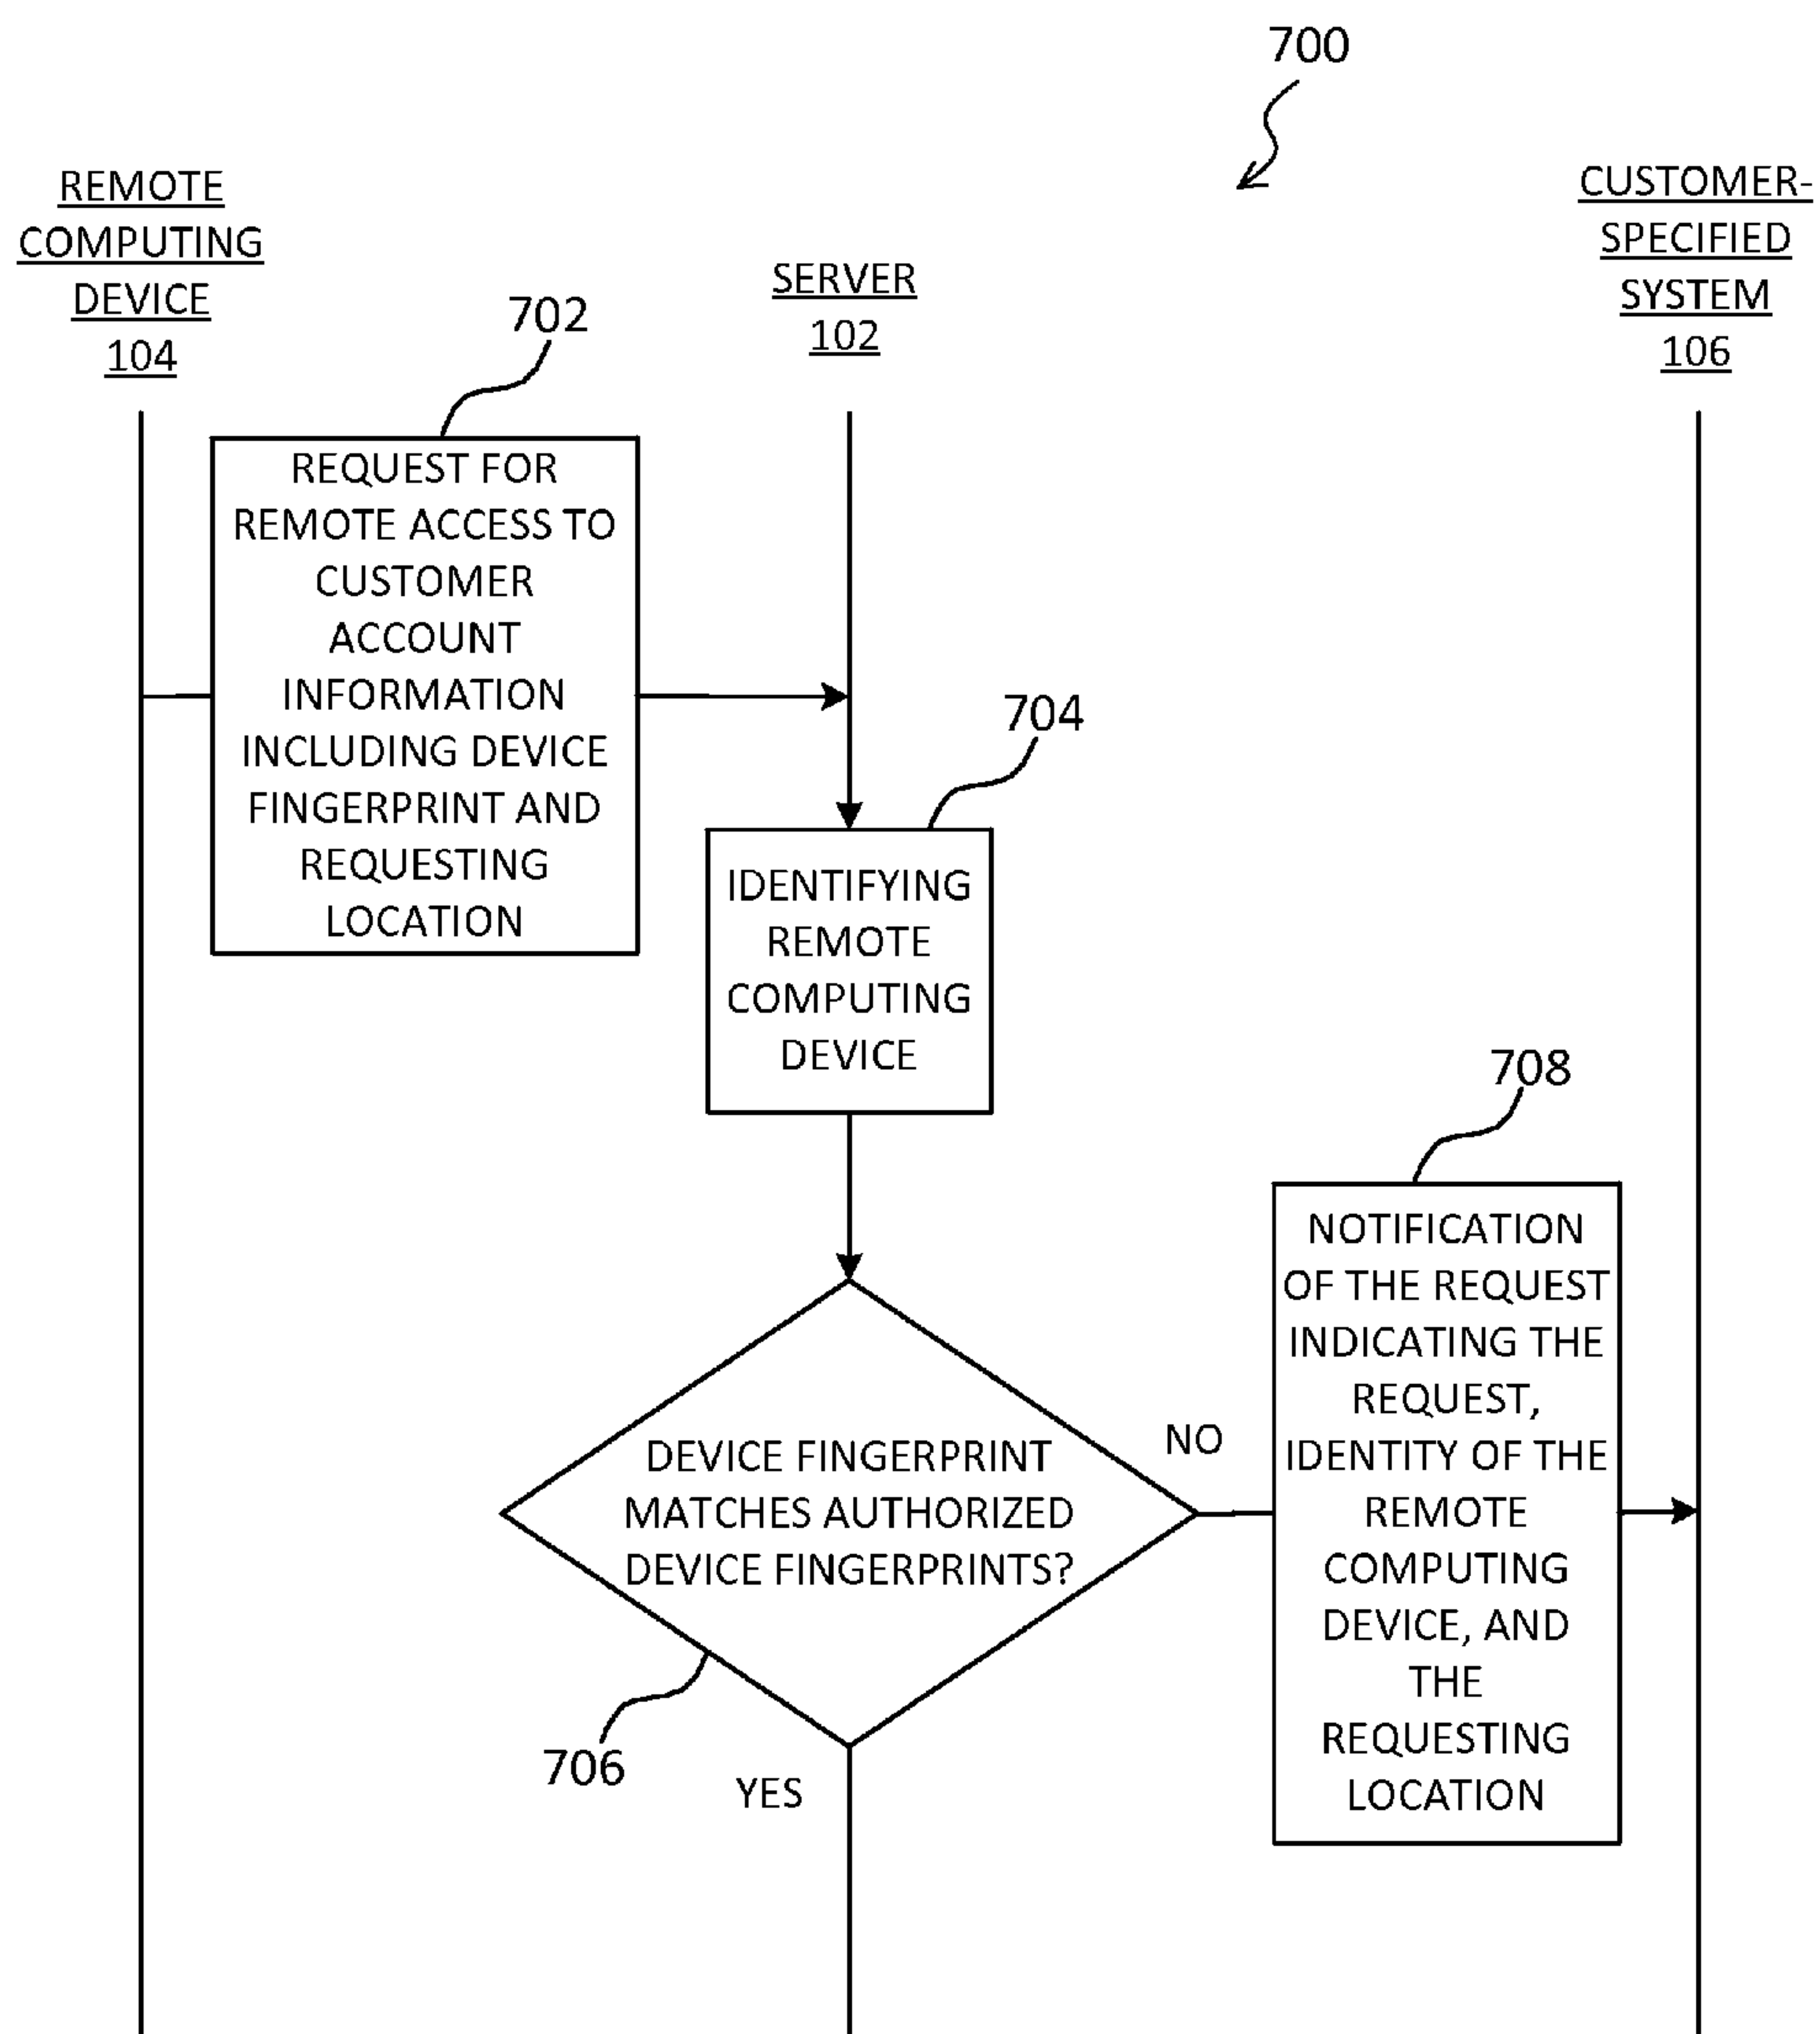 700
REMOTE
COMPUTING
DEVICE
104
SERVER
102
CUSTOMER-
SPECIFIED
SYSTEM
106
702
REQUEST FOR
REMOTE ACCESS TO
CUSTOMER
ACCOUNT
INFORMATION
INCLUDING DEVICE
FINGERPRINT AND
REQUESTING
LOCATION
704
IDENTIFYING
REMOTE
COMPUTING
DEVICE
706
DEVICE FINGERPRINT
MATCHES AUTHORIZED
DEVICE FINGERPRINTS?
NO
YES
708
NOTIFICATION
OF THE REQUEST
INDICATING THE
REQUEST,
IDENTITY OF THE
REMOTE
COMPUTING
DEVICE, AND
THE
REQUESTING
LOCATION